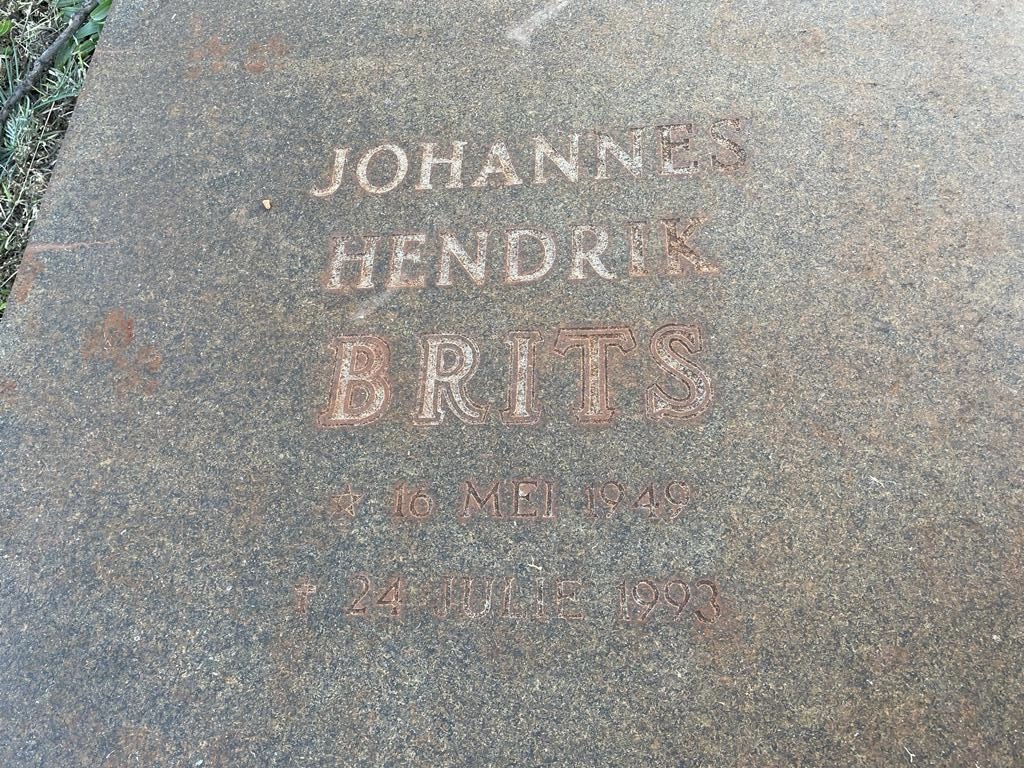 JOHANNES
HENDRIK
BRITS
☆ 16 MEI 1949
† 24 JULIE 1993